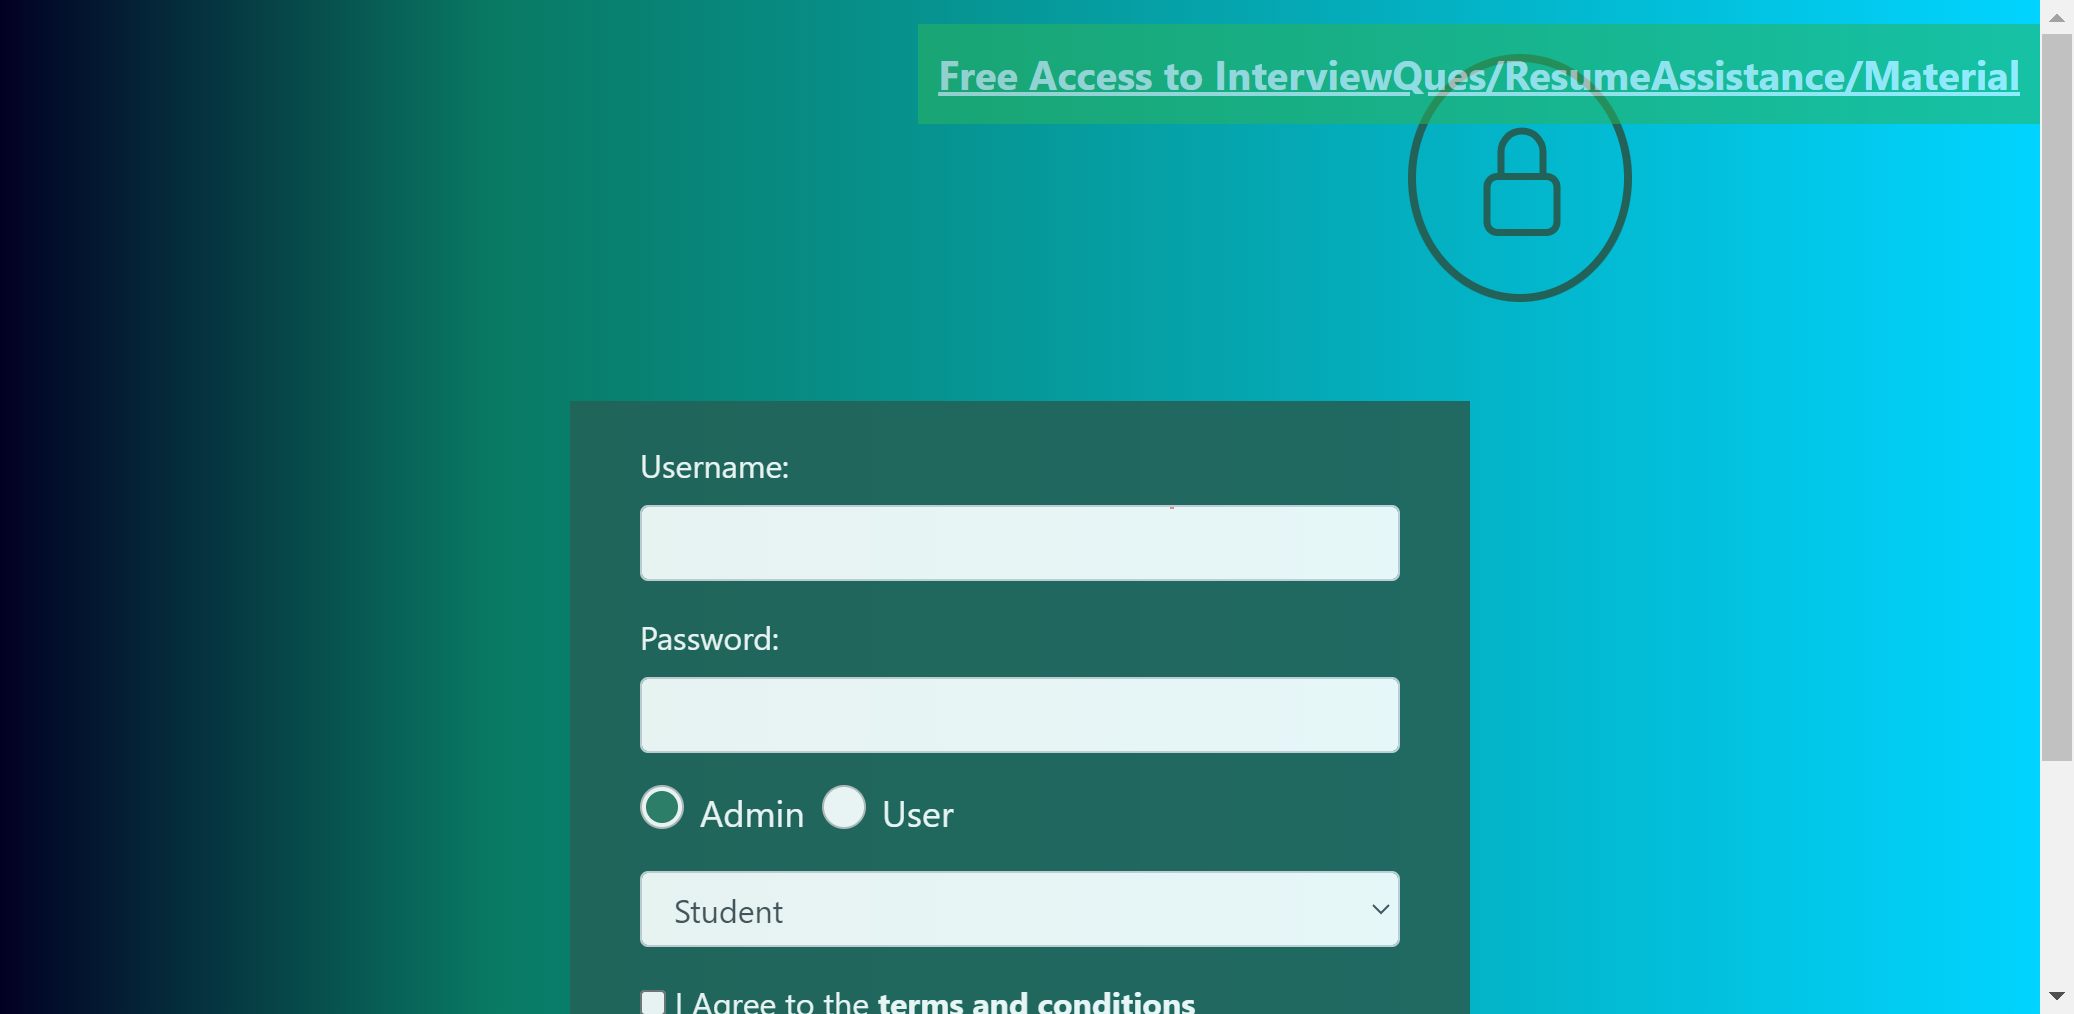 Free Access to InterviewQues/ResumeAssistance/Material
Username:
Password:
Admin User
Student
I Agree to the terms and conditions